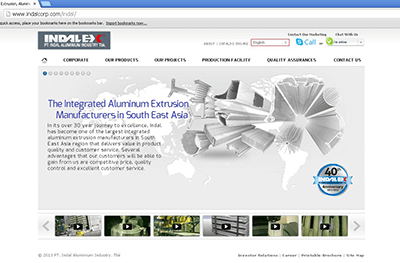 Extrusion, Alumin
www.indalcorp.com/indal/
quick access, place your bookmarks here on the bookmarks bar. Import bookmarks now...
INDALEX
PT. INDAL ALUMINIUM INDUSTRY Tbk
ABOUT
English
Contact Our Marketing
Call
Chat With Us
online
CORPORATE OUR PRODUCTS OUR PROJECTS PRODUCTION FACILITY QUALITY ASSURANCES CONTACT US
The Integrated Aluminum Extrusion
Manufacturers in South East Asia
In its over 30 year journey to excellence, Indal
has become one of the largest integrated
aluminum extrusion manufacturers in South
East Asia region that delivers value in product
quality and customer service. Several
advantages that our customers will be able to
gain from us are competitive price, quality
control and excellent customer service.
INDALEX
40th
Anniversary
© 2013 PT. Indal Aluminium Industry. Tbk
Investor Relations | Career | Printable Brochure | Site Map